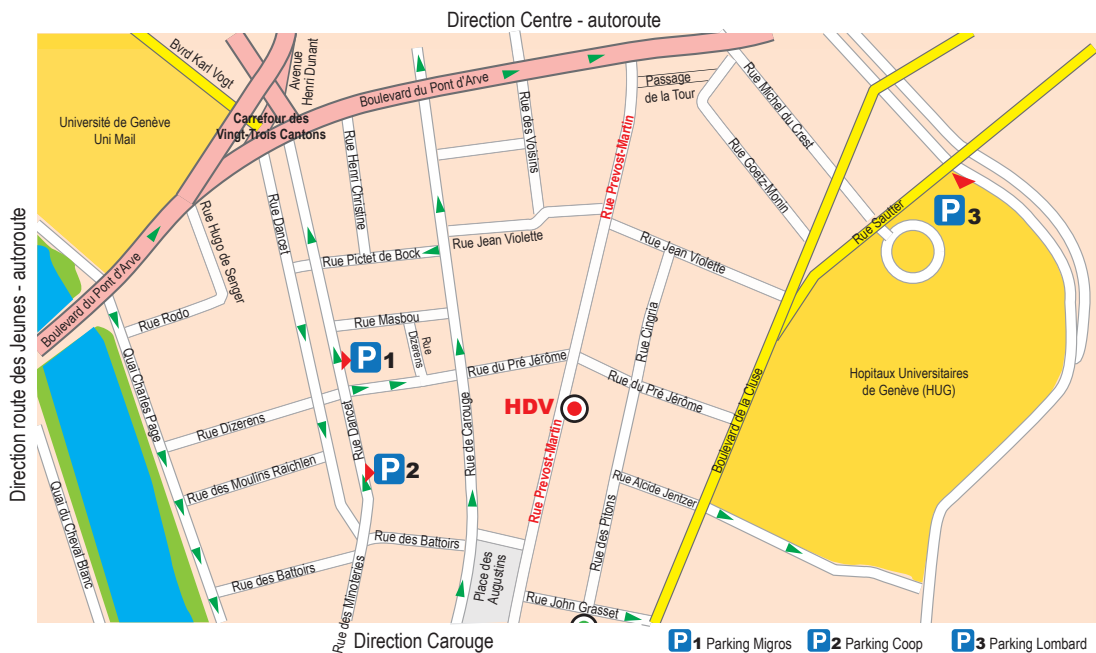 Direction Centre - autoroute
Bvrd Karl Vogt
Avenue
Henri Dunant
Boulevard du Pont d'Arve
Passage
de la Tour
Rue Michel du Crest
Université de Genève
Uni Mail
Carrefour des
Vingt-Trois Cantons
Rue Henri Christine
Rue des Voisins
Rue Prevost-Martin
Rue Goetz-Monin
Rue Hugo de Senger
Rue Dancet
Rue Pictet de Bock
Rue Jean Violette
Rue Jean Violette
Rue Sautter
P3
Boulevard du Pont d'Arve
Rue Rodo
Rue Masbou
Rue
Dizerens
Rue Cingria
P1
Quai Charles Page
Rue du Pré Jérôme
Rue du Pré Jérôme
Hopitaux Universitaires
de Genève (HUG)
HDV
Rue Dizerens
Rue Dancet
Rue de Carouge
Boulevard de la Cluse
P2
Rue des Moulins Raichlen
Rue Prevost-Martin
Rue Alcide Jentzer
Direction route des Jeunes - autoroute
Quai du Cheval Blanc
Rue des Battoirs
Rue des Battoirs
Rue des Minoteries
Place des
Augustins
Rue des Pitons
Rue John Grasset
Direction Carouge
P1 Parking Migros
P2 Parking Coop
P3 Parking Lombard